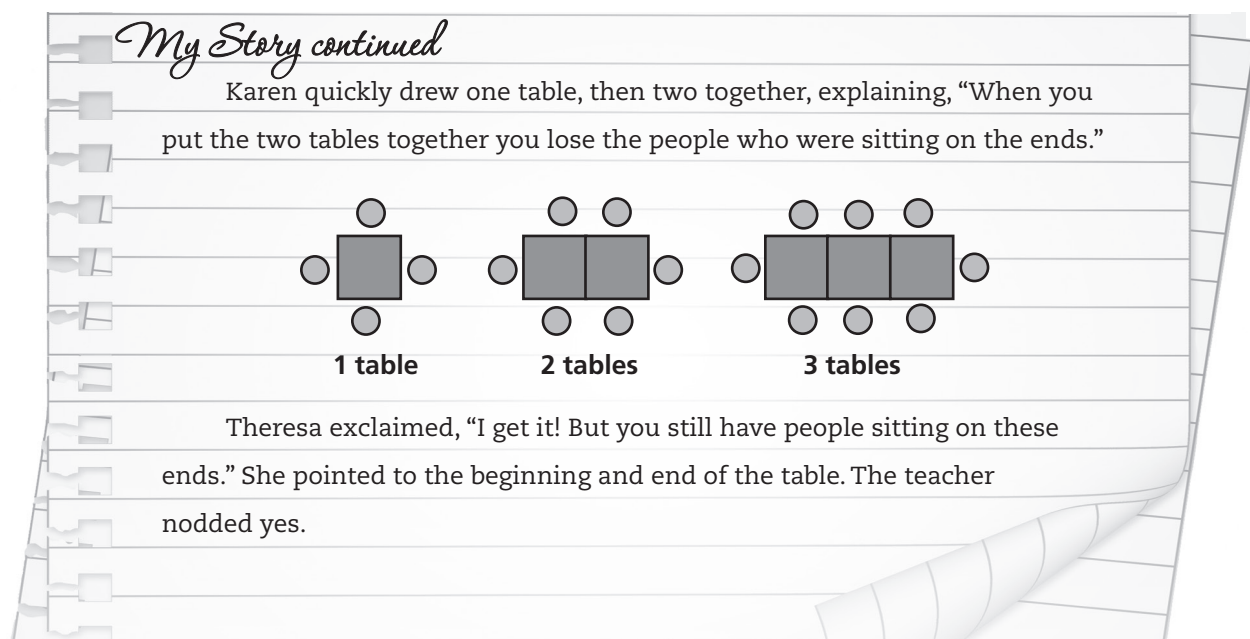 My Story continued
Karen quickly drew one table, then two together, explaining, “When you
put the two tables together you lose the people who were sitting on the ends.”
1 table 2 tables 3 tables
Theresa exclaimed, “I get it! But you still have people sitting on these
ends.” She pointed to the beginning and end of the table. The teacher
nodded yes.